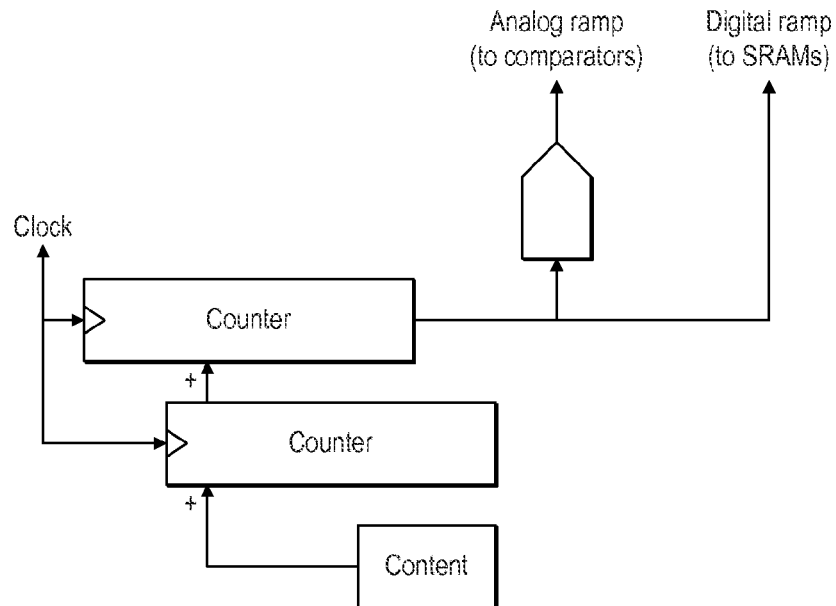 Analog ramp
(to comparators)
Digital ramp
(to SRAMs)
Clock
Counter
+
Counter
+
Content